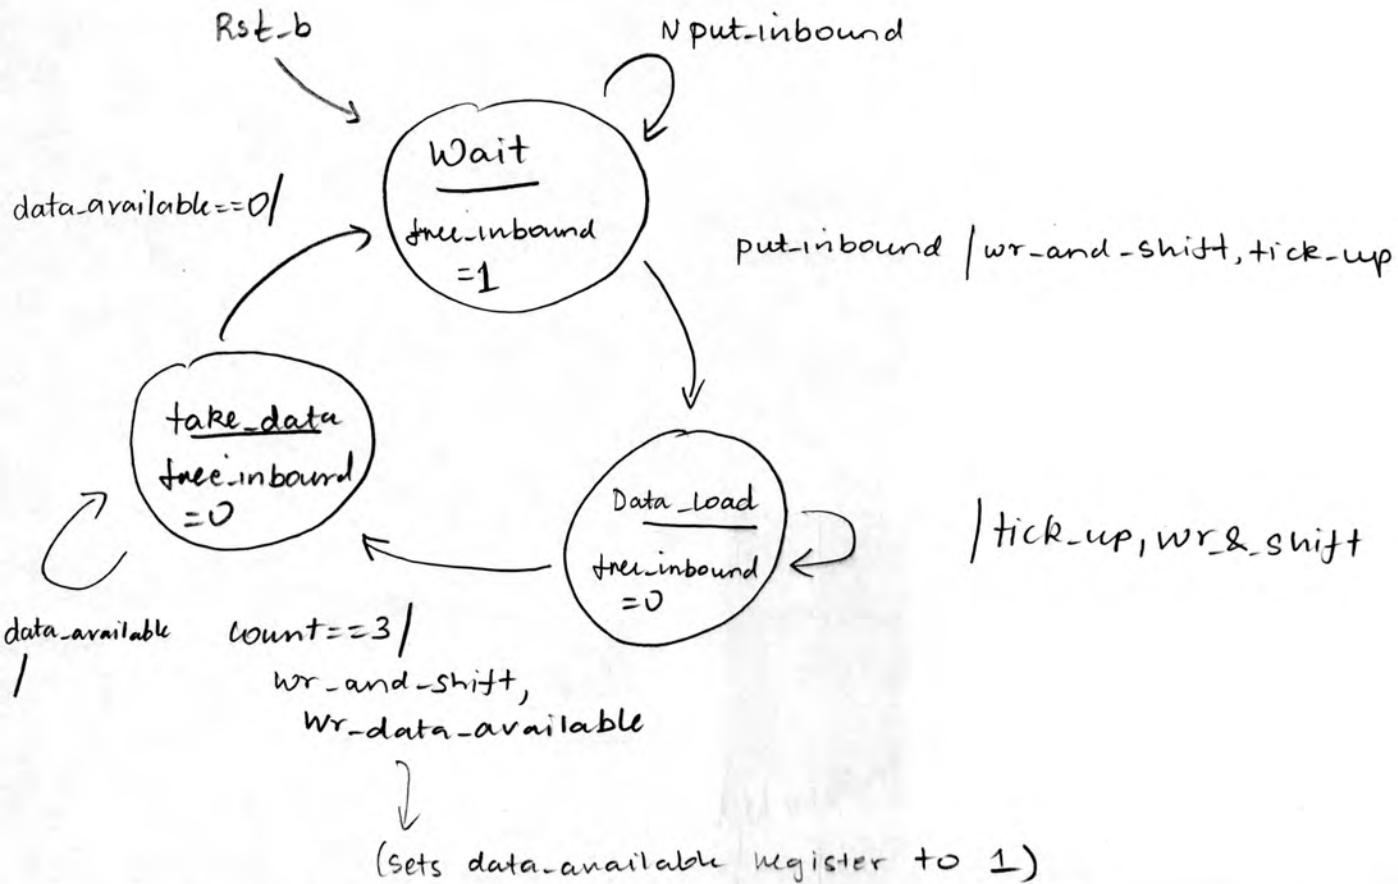 Rst_b
N put_inbound
Wait
free_inbound
=1
data_available==0/
put_inbound / wr_and_shift, tick_up
take_data
free_inbound
=0
Data_Load
free_inbound
=0
/tick_up, wr_&_shift
data_available
/
count==3/
wr_and_shift,
wr_data_available
(sets data_available register to 1)